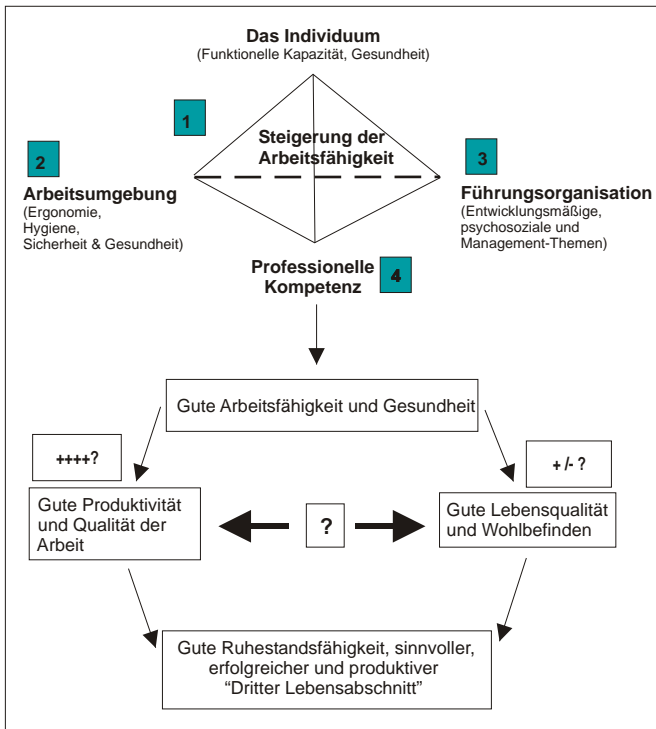 Das Individuum
(Funktionelle Kapazität, Gesundheit)
1
Steigerung der
Arbeitsfähigkeit
2
Arbeitsumgebung
(Ergonomie,
Hygiene,
Sicherheit & Gesundheit)
3
Führungsorganisation
(Entwicklungsmäßige,
psychosoziale und
Management-Themen)
Professionelle
Kompetenz
4
Gute Arbeitsfähigkeit und Gesundheit
++++?
+ /- ?
Gute Produktivität
und Qualität der
Arbeit
?
Gute Lebensqualität
und Wohlbefinden
Gute Ruhestandsfähigkeit, sinnvoller,
erfolgreicher und produktiver
“Dritter Lebensabschnitt”